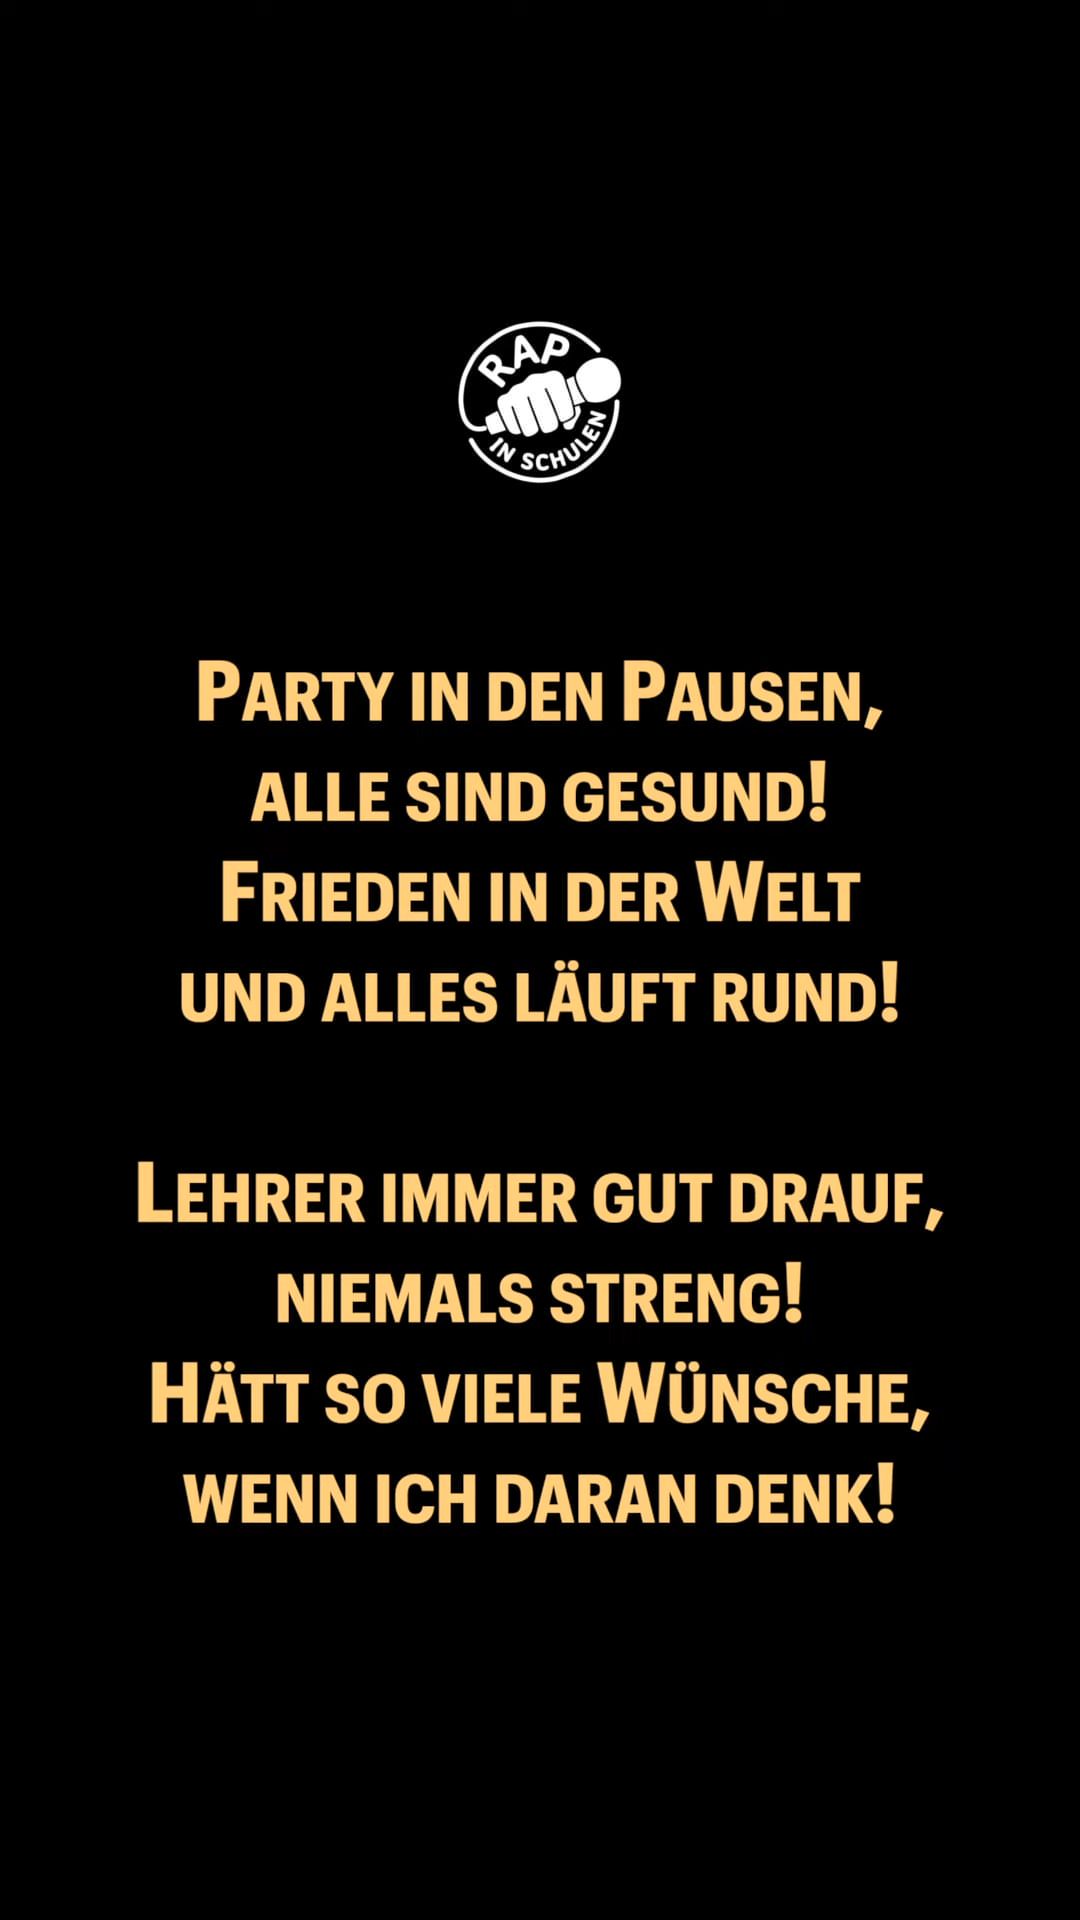 RAP
IN SCHULEN
Party in den Pausen,
alle sind gesund!
Frieden in der Welt
und alles läuft rund!
Lehrer immer gut drauf,
niemals streng!
Hätt so viele Wünsche,
wenn ich daran denk!